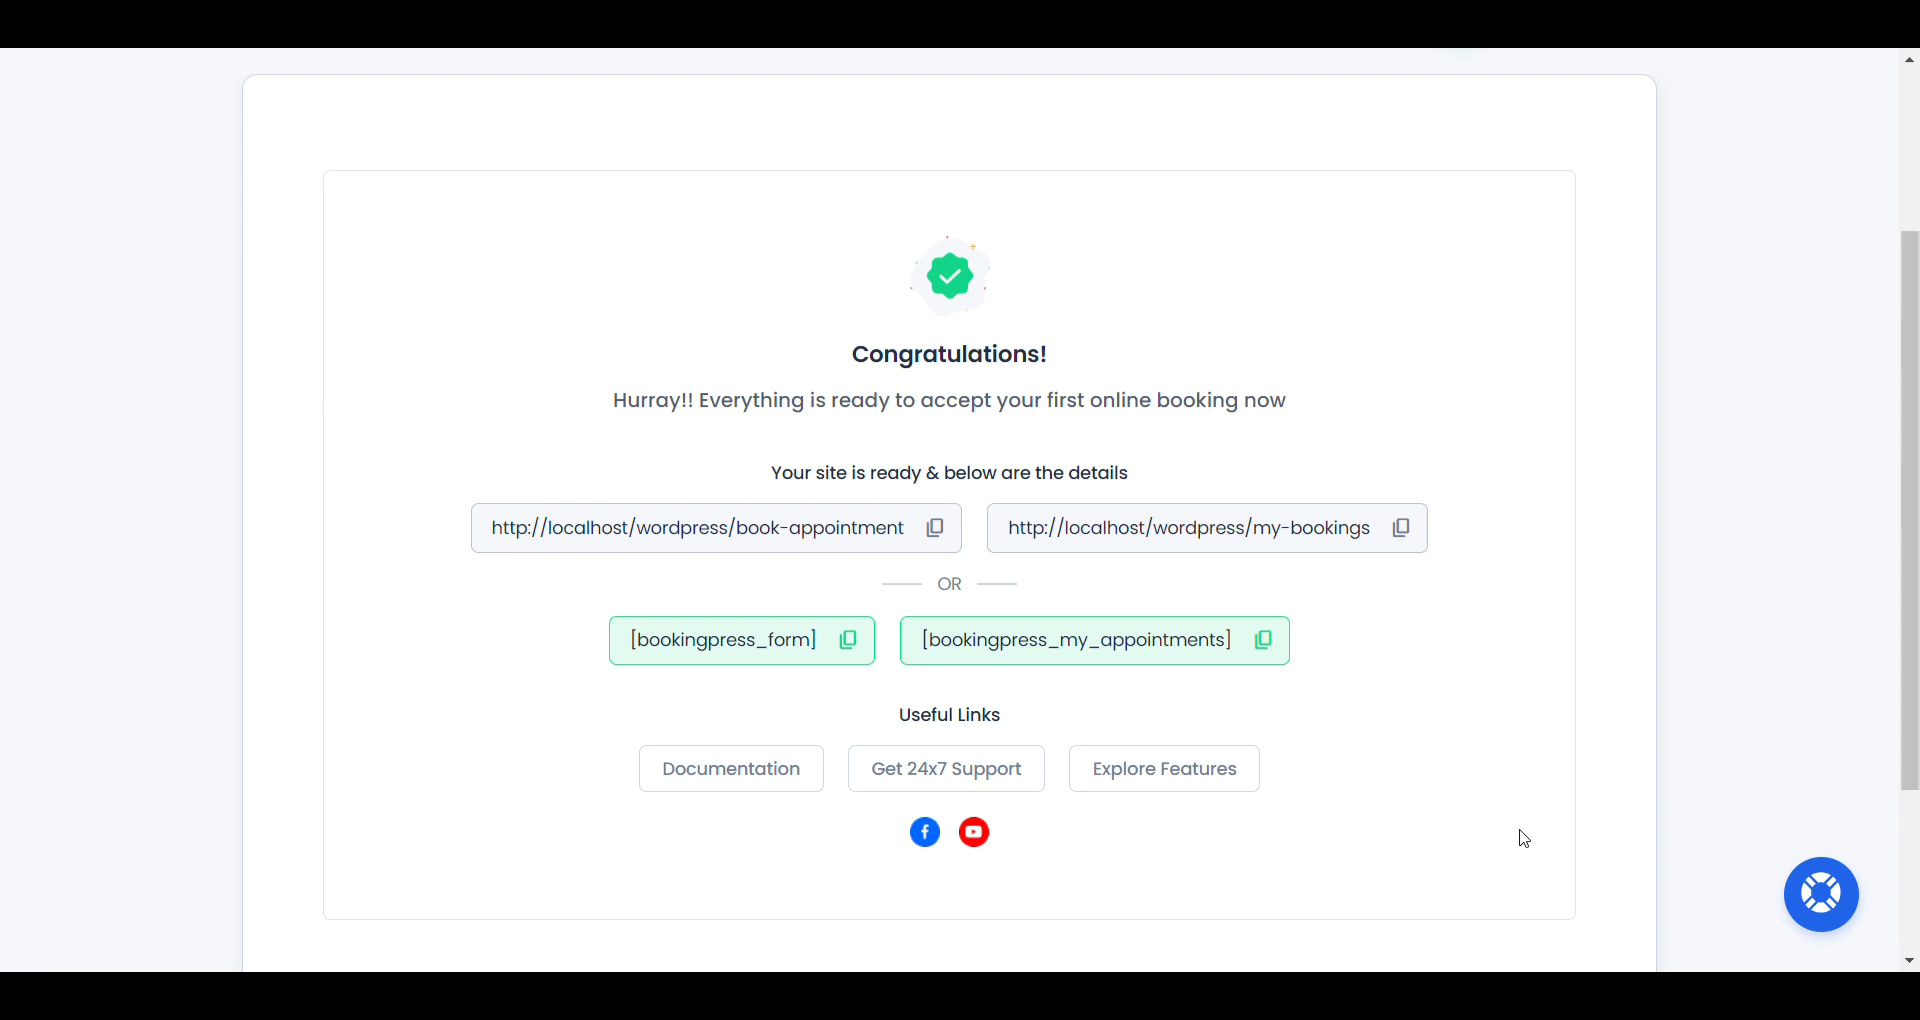 Congratulations!
Hurray!! Everything is ready to accept your first online booking now
Your site is ready & below are the details
http://localhost/wordpress/book-appointment
http://localhost/wordpress/my-bookings
OR
[bookingpress_form]
[bookingpress_my_appointments]
Useful Links
Documentation
Get 24x7 Support
Explore Features